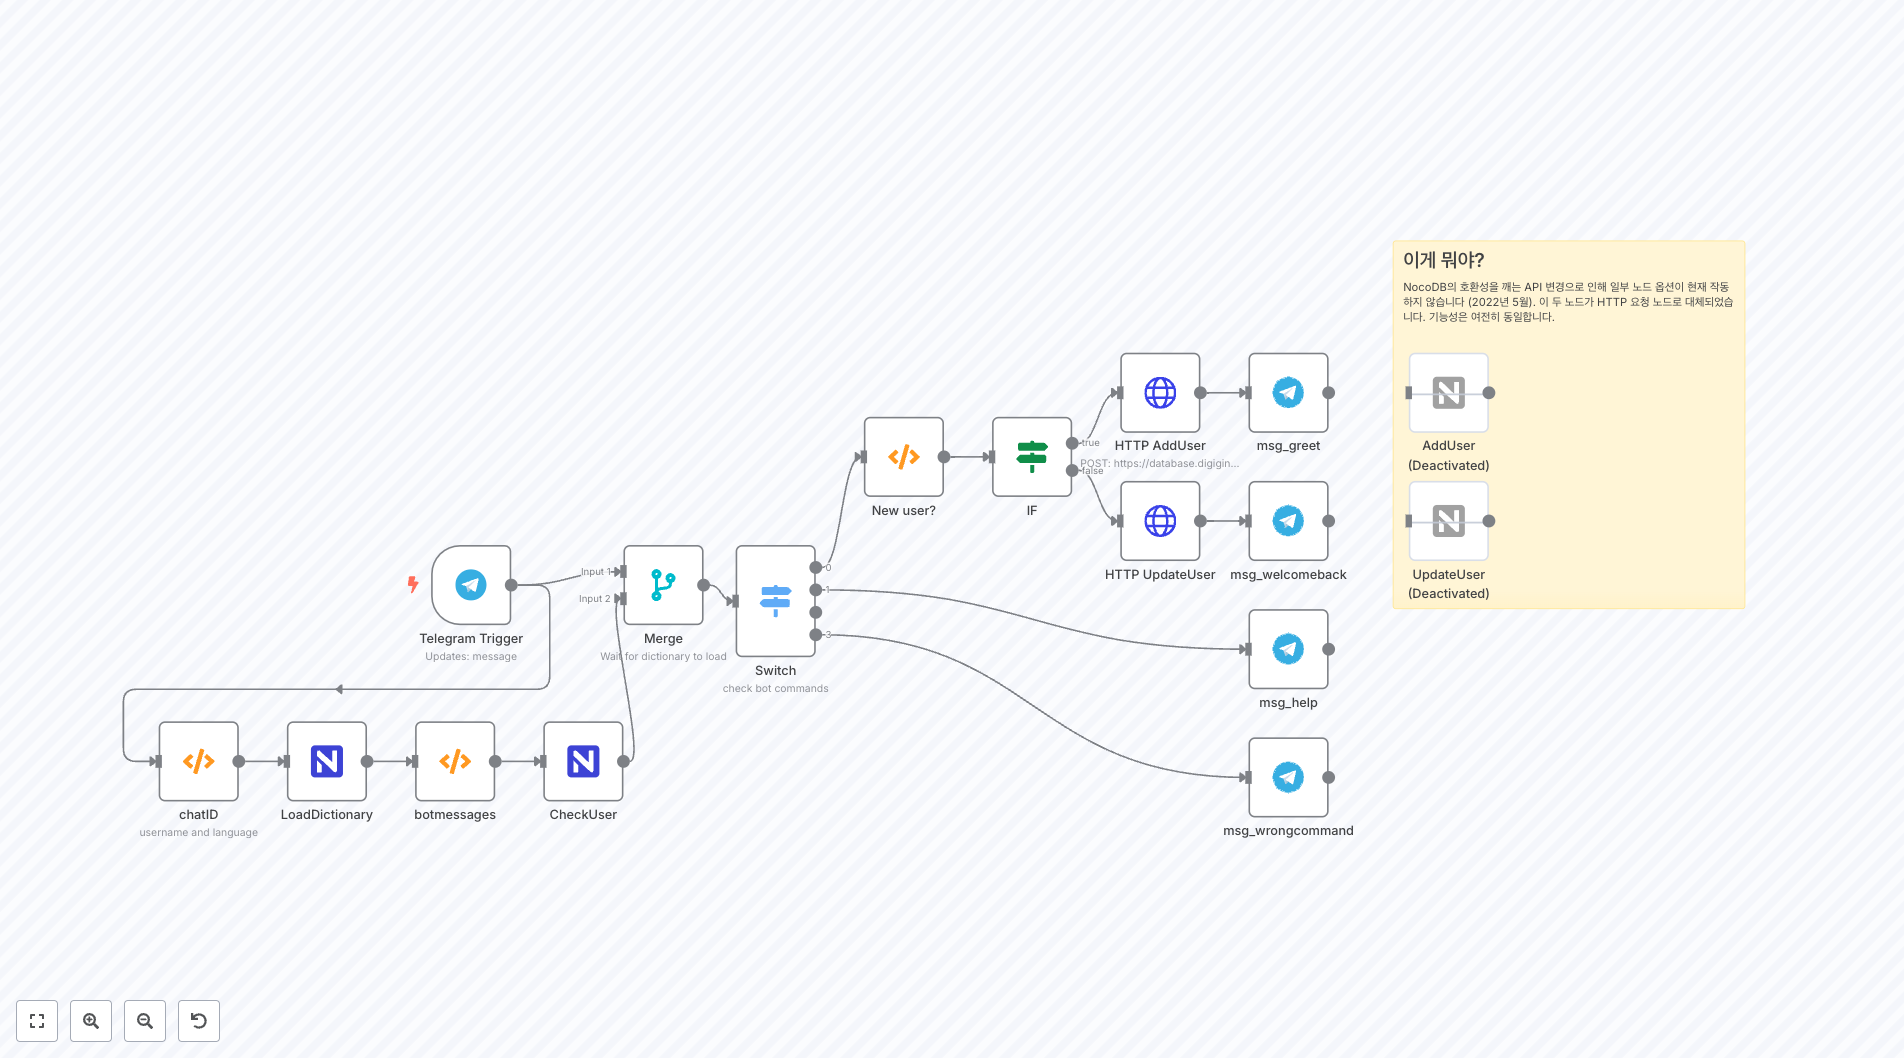 이게 뭐야?
NocoDB의 호환성을 깨는 API 변경으로 인해 일부 노드 옵션이 현재 작동
하지 않습니다 (2022년 5월). 이 두 노드가 HTTP 요청 노드로 대체되었습
니다. 기능성은 여전히 동일합니다.
AddUser
(Deactivated)
UpdateUser
(Deactivated)
true
HTTP AddUser
POST: https://database.digigin...
msg_greet
false
New user?
IF
HTTP UpdateUser
msg_welcomeback
Input 1
Input 2
0
1
3
Telegram Trigger
Updates: message
Merge
Wait for dictionary to load
Switch
check bot commands
msg_help
chatID
username and language
LoadDictionary
botmessages
CheckUser
msg_wrongcommand